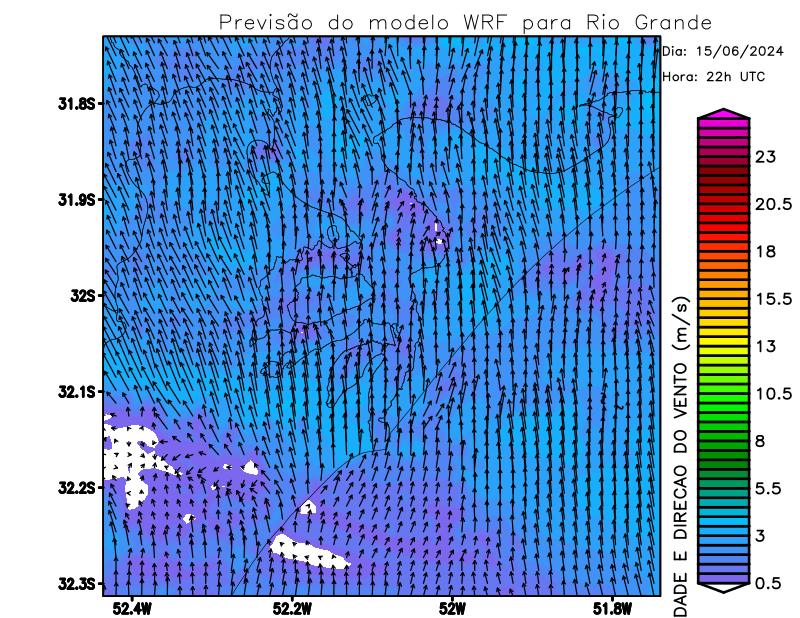 Previsão do modelo WRF para Rio Grande
Dia: 15/06/2024
Hora: 22h UTC
31.8S
31.9S
32S
32.1S
32.2S
32.3S
52.4W
52.2W
52W
51.8W
23
20.5
18
15.5
13
10.5
8
5.5
3
0.5
DADE E DIRECAO DO VENTO (m/s)